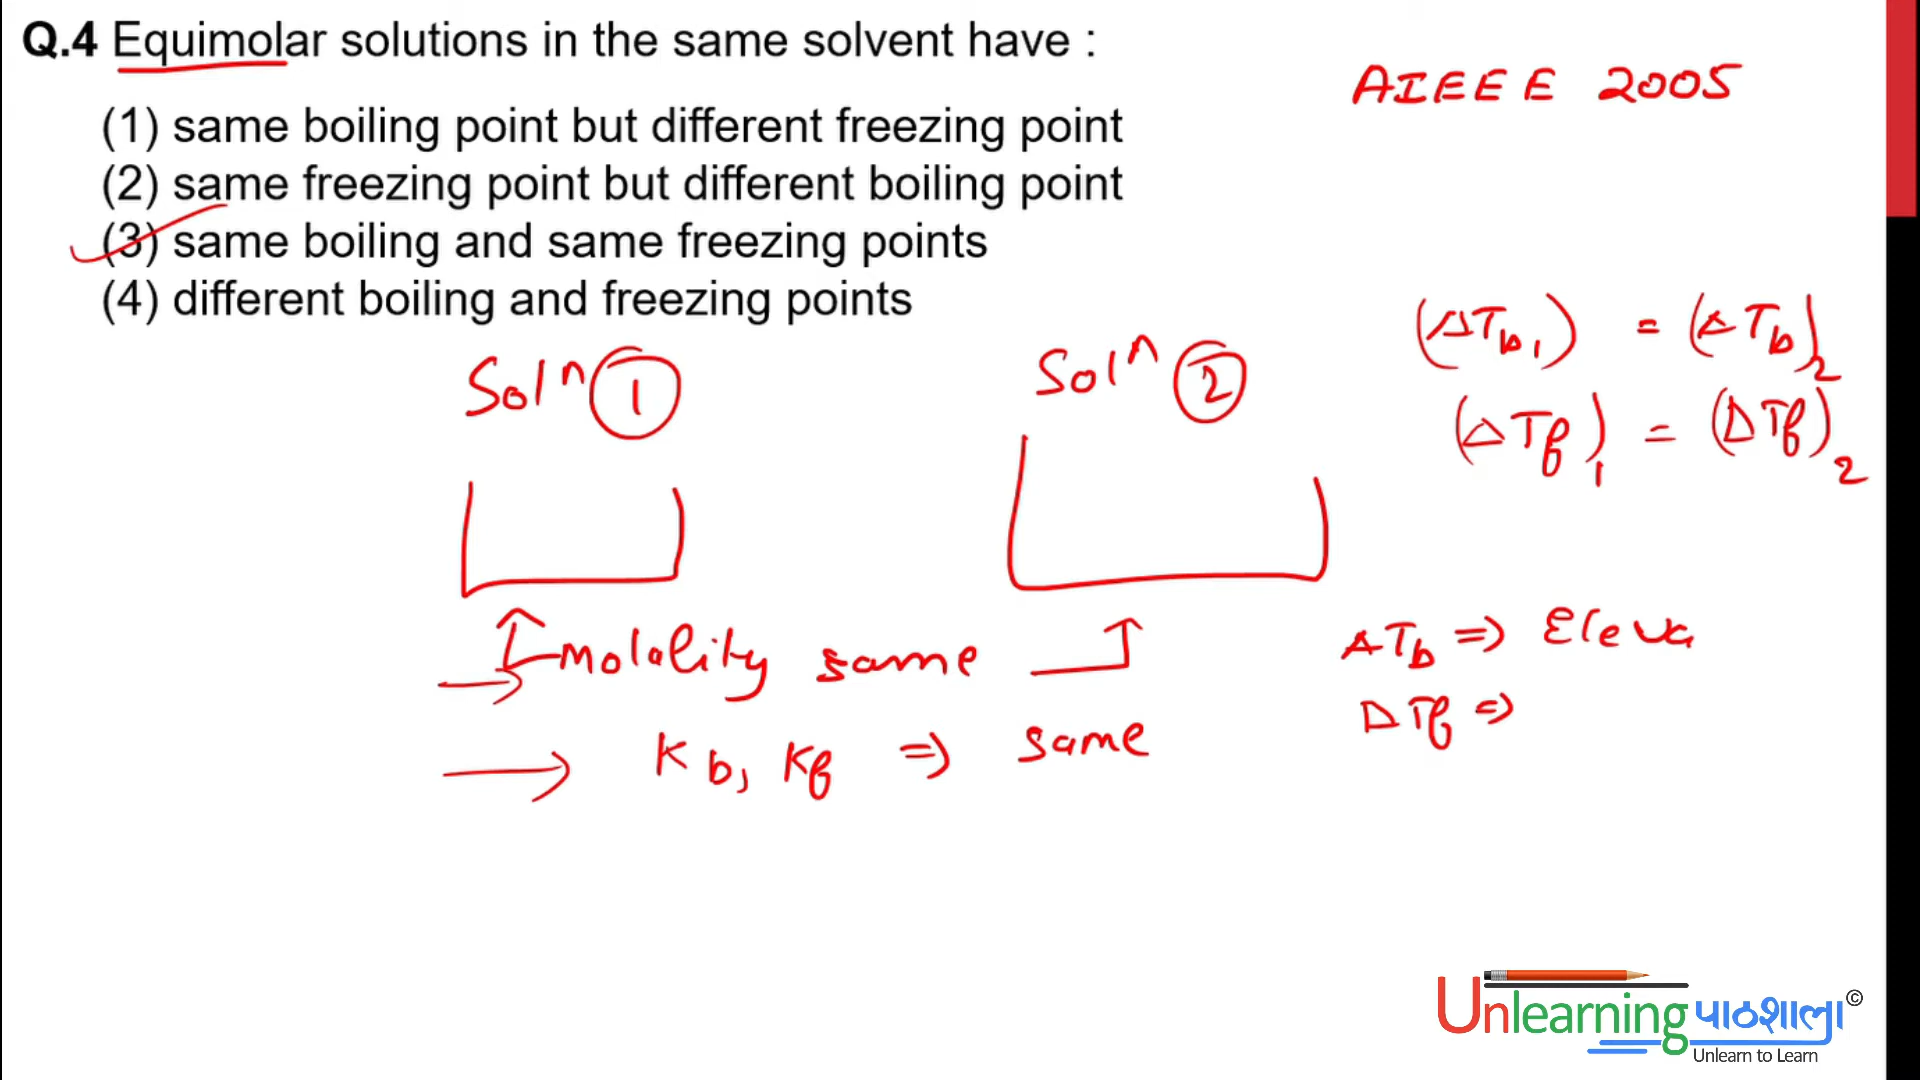 Q.4 Equimolar solutions in the same solvent have :
AIEEE 2005
(1) same boiling point but different freezing point
(2) same freezing point but different boiling point
(3) same boiling and same freezing points
(4) different boiling and freezing points
(ΔTb1) = (ΔTb)2
(ΔTf)1 = (ΔTf)2
Solⁿ ①
Solⁿ ②
molality same
Kb, Kf ⇒ same
ΔTb ⇒ Eleva
ΔTf ⇒
Unlearning પાઠશાલા ©
Unlearn to Learn